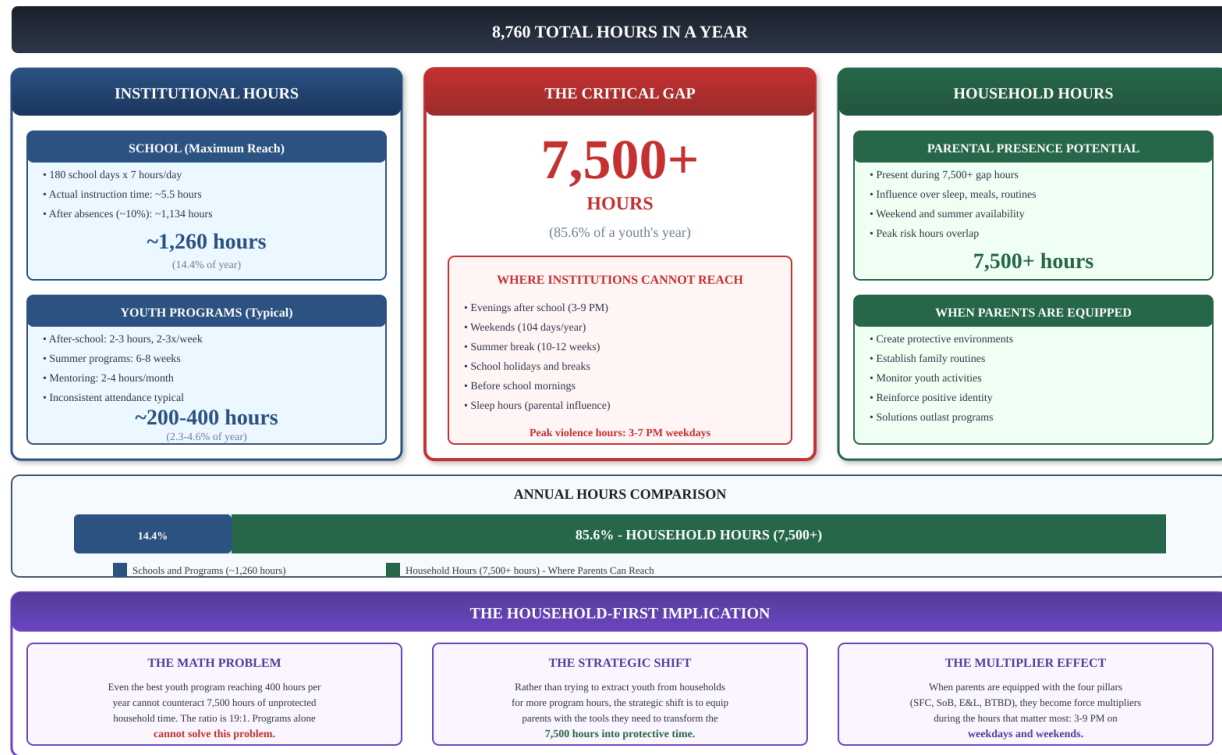 8,760 TOTAL HOURS IN A YEAR
INSTITUTIONAL HOURS
SCHOOL (Maximum Reach)
• 180 school days x 7 hours/day
• Actual instruction time: ~5.5 hours
• After absences (~10%): ~1,134 hours
~1,260 hours
(14.4% of year)
YOUTH PROGRAMS (Typical)
• After-school: 2-3 hours, 2-3x/week
• Summer programs: 6-8 weeks
• Mentoring: 2-4 hours/month
• Inconsistent attendance typical
~200-400 hours
(2.3-4.6% of year)
THE CRITICAL GAP
7,500+
HOURS
(85.6% of a youth's year)
WHERE INSTITUTIONS CANNOT REACH
• Evenings after school (3-9 PM)
• Weekends (104 days/year)
• Summer break (10-12 weeks)
• School holidays and breaks
• Before school mornings
• Sleep hours (parental influence)
Peak violence hours: 3-7 PM weekdays
HOUSEHOLD HOURS
PARENTAL PRESENCE POTENTIAL
• Present during 7,500+ gap hours
• Influence over sleep, meals, routines
• Weekend and summer availability
• Peak risk hours overlap
7,500+ hours
WHEN PARENTS ARE EQUIPPED
• Create protective environments
• Establish family routines
• Monitor youth activities
• Reinforce positive identity
• Solutions outlast programs
ANNUAL HOURS COMPARISON
14.4%
85.6% - HOUSEHOLD HOURS (7,500+)
Schools and Programs (~1,260 hours)
Household Hours (7,500+ hours) - Where Parents Can Reach
THE HOUSEHOLD-FIRST IMPLICATION
THE MATH PROBLEM
Even the best youth program reaching 400 hours per
year cannot counteract 7,500 hours of unprotected
household time. The ratio is 19:1. Programs alone
cannot solve this problem.
THE STRATEGIC SHIFT
Rather than trying to extract youth from households
for more program hours, the strategic shift is to equip
parents with the tools they need to transform the
7,500 hours into protective time.
THE MULTIPLIER EFFECT
When parents are equipped with the four pillars
(SFC, SoB, E&L, BTBD), they become force multipliers
during the hours that matter most: 3-9 PM on
weekdays and weekends.